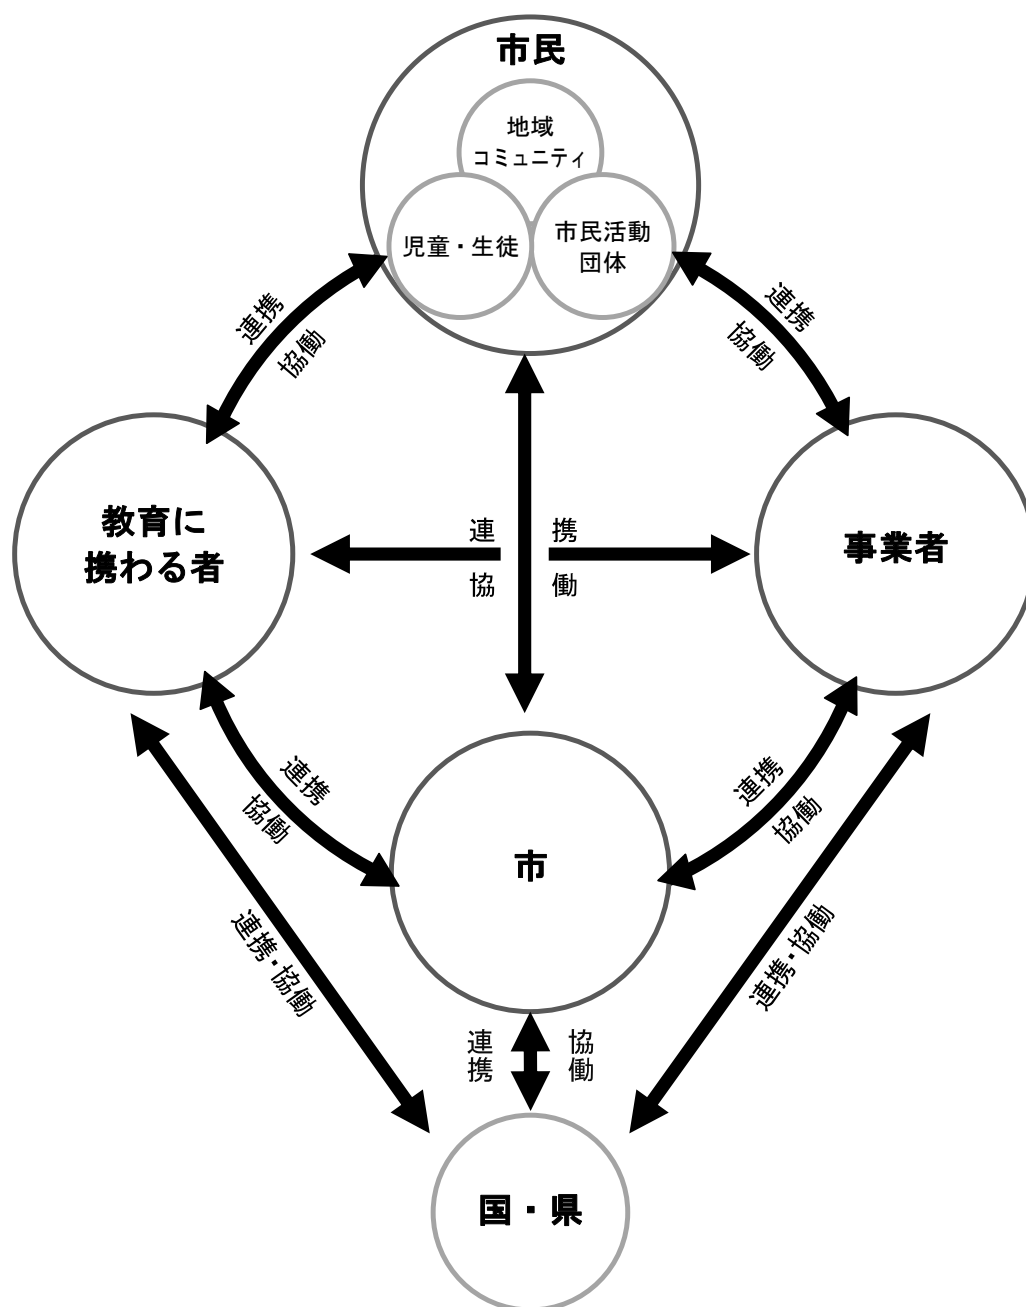 市民
地域
コミュニティ
児童・生徒
市民活動
団体
連携
協働
連携
協働
教育に
携わる者
連携
協働
事業者
連携
協働
連携
協働
市
連携・協働
連携・協働
連携
協働
国・県